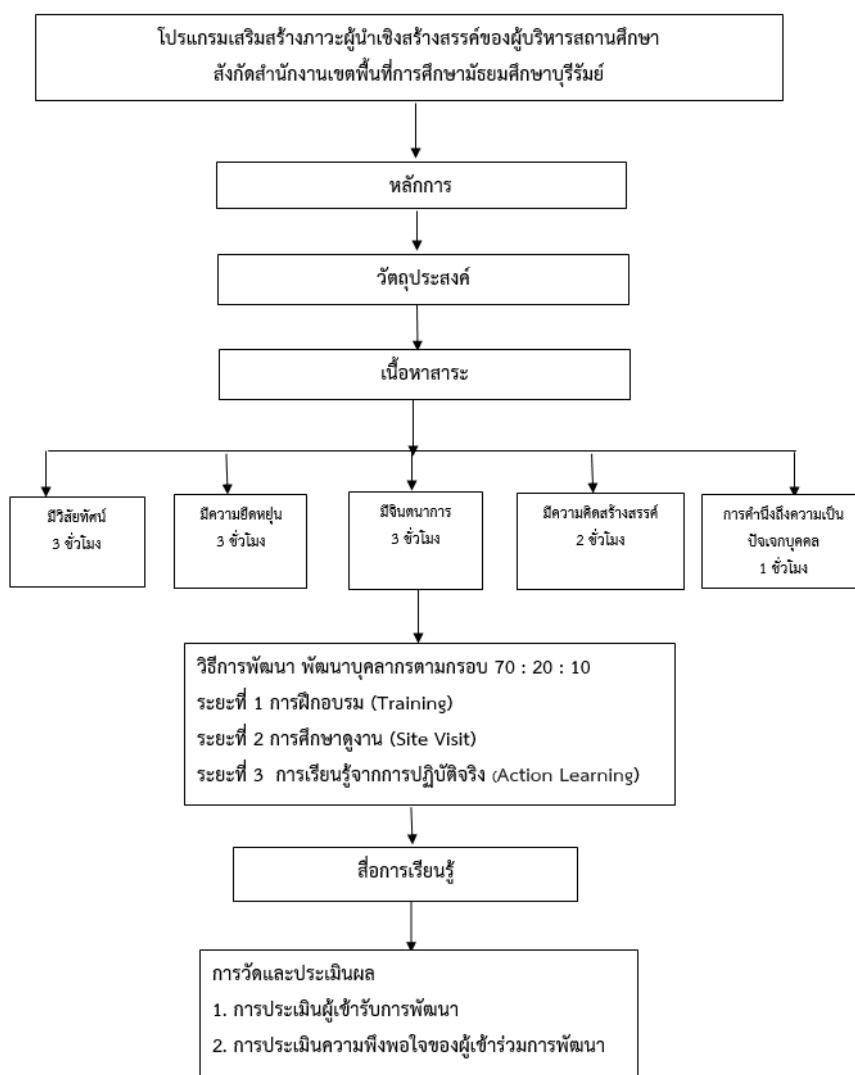 โปรแกรมเสริมสร้างภาวะผู้นำเชิงสร้างสรรค์ของผู้บริหารสถานศึกษา
สังกัดสำนักงานเขตพื้นที่การศึกษามัธยมศึกษาบุรีรัมย์
หลักการ
วัตถุประสงค์
เนื้อหาสาระ
มีวิสัยทัศน์
3 ชั่วโมง
มีความยืดหยุ่น
3 ชั่วโมง
มีจินตนาการ
3 ชั่วโมง
มีความคิดสร้างสรรค์
2 ชั่วโมง
การคำนึงถึงความเป็น
ปัจเจกบุคคล
1 ชั่วโมง
วิธีการพัฒนา พัฒนาบุคลากรตามกรอบ 70 : 20 : 10
ระยะที่ 1 การฝึกอบรม (Training)
ระยะที่ 2 การศึกษาดูงาน (Site Visit)
ระยะที่ 3 การเรียนรู้จากการปฏิบัติจริง (Action Learning)
สื่อการเรียนรู้
การวัดและประเมินผล
1. การประเมินผู้เข้ารับการพัฒนา
2. การประเมินความพึงพอใจของผู้เข้าร่วมการพัฒนา